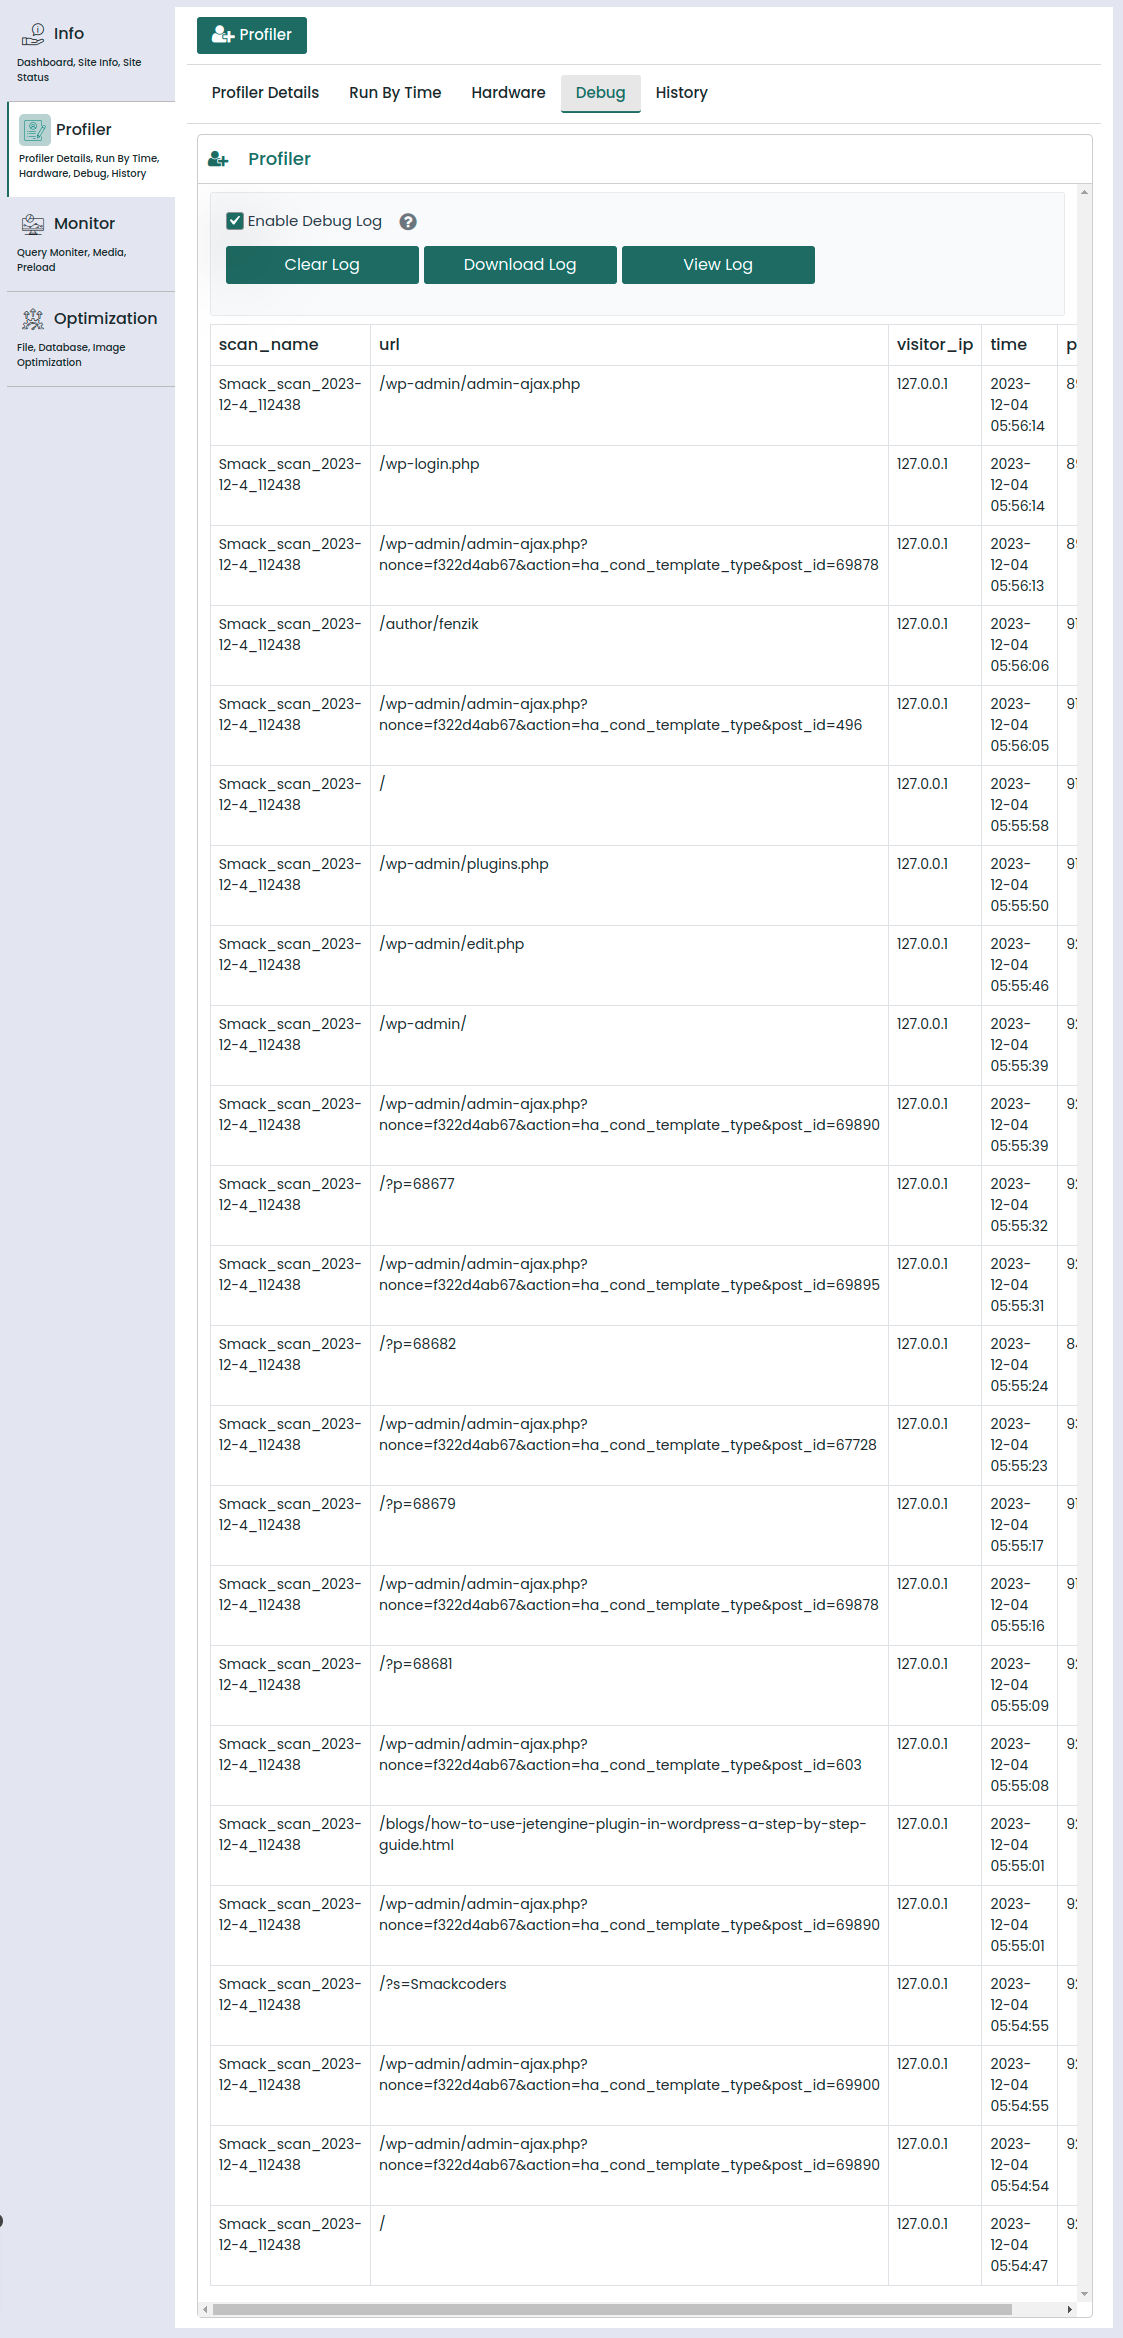 Info
Dashboard, Site Info, Site
Status
Profiler
Profiler Details, Run By Time,
Hardware, Debug, History
Monitor
Query Moniter, Media,
Preload
Optimization
File, Database, Image
Optimization
Profiler
Profiler Details Run By Time Hardware Debug History
Profiler
Enable Debug Log ?
Clear Log Download Log View Log
scan_name url visitor_ip time
Smack_scan_2023- /wp-admin/admin-ajax.php 127.0.0.1 2023-
12-4_112438 12-04
05:56:14
Smack_scan_2023- /wp-login.php 127.0.0.1 2023-
12-4_112438 12-04
05:56:14
Smack_scan_2023- /wp-admin/admin-ajax.php? 127.0.0.1 2023-
12-4_112438 nonce=f322d4ab67&action=ha_cond_template_type&post_id=69878 12-04
05:56:13
Smack_scan_2023- /author/fenzik 127.0.0.1 2023-
12-4_112438 12-04
05:56:06
Smack_scan_2023- /wp-admin/admin-ajax.php? 127.0.0.1 2023-
12-4_112438 nonce=f322d4ab67&action=ha_cond_template_type&post_id=496 12-04
05:56:05
Smack_scan_2023- / 127.0.0.1 2023-
12-4_112438 12-04
05:55:58
Smack_scan_2023- /wp-admin/plugins.php 127.0.0.1 2023-
12-4_112438 12-04
05:55:50
Smack_scan_2023- /wp-admin/edit.php 127.0.0.1 2023-
12-4_112438 12-04
05:55:46
Smack_scan_2023- /wp-admin/ 127.0.0.1 2023-
12-4_112438 12-04
05:55:39
Smack_scan_2023- /wp-admin/admin-ajax.php? 127.0.0.1 2023-
12-4_112438 nonce=f322d4ab67&action=ha_cond_template_type&post_id=69890 12-04
05:55:39
Smack_scan_2023- /?p=68677 127.0.0.1 2023-
12-4_112438 12-04
05:55:32
Smack_scan_2023- /wp-admin/admin-ajax.php? 127.0.0.1 2023-
12-4_112438 nonce=f322d4ab67&action=ha_cond_template_type&post_id=69895 12-04
05:55:31
Smack_scan_2023- /?p=68682 127.0.0.1 2023-
12-4_112438 12-04
05:55:24
Smack_scan_2023- /wp-admin/admin-ajax.php? 127.0.0.1 2023-
12-4_112438 nonce=f322d4ab67&action=ha_cond_template_type&post_id=67728 12-04
05:55:23
Smack_scan_2023- /?p=68679 127.0.0.1 2023-
12-4_112438 12-04
05:55:17
Smack_scan_2023- /wp-admin/admin-ajax.php? 127.0.0.1 2023-
12-4_112438 nonce=f322d4ab67&action=ha_cond_template_type&post_id=69878 12-04
05:55:16
Smack_scan_2023- /?p=68681 127.0.0.1 2023-
12-4_112438 12-04
05:55:09
Smack_scan_2023- /wp-admin/admin-ajax.php? 127.0.0.1 2023-
12-4_112438 nonce=f322d4ab67&action=ha_cond_template_type&post_id=603 12-04
05:55:08
Smack_scan_2023- /blogs/how-to-use-jetengine-plugin-in-wordpress-a-step-by-step- 127.0.0.1 2023-
12-4_112438 guide.html 12-04
05:55:01
Smack_scan_2023- /wp-admin/admin-ajax.php? 127.0.0.1 2023-
12-4_112438 nonce=f322d4ab67&action=ha_cond_template_type&post_id=69890 12-04
05:55:01
Smack_scan_2023- /?s=Smackcoders 127.0.0.1 2023-
12-4_112438 12-04
05:54:55
Smack_scan_2023- /wp-admin/admin-ajax.php? 127.0.0.1 2023-
12-4_112438 nonce=f322d4ab67&action=ha_cond_template_type&post_id=69900 12-04
05:54:55
Smack_scan_2023- /wp-admin/admin-ajax.php? 127.0.0.1 2023-
12-4_112438 nonce=f322d4ab67&action=ha_cond_template_type&post_id=69890 12-04
05:54:54
Smack_scan_2023- / 127.0.0.1 2023-
12-4_112438 12-04
05:54:47